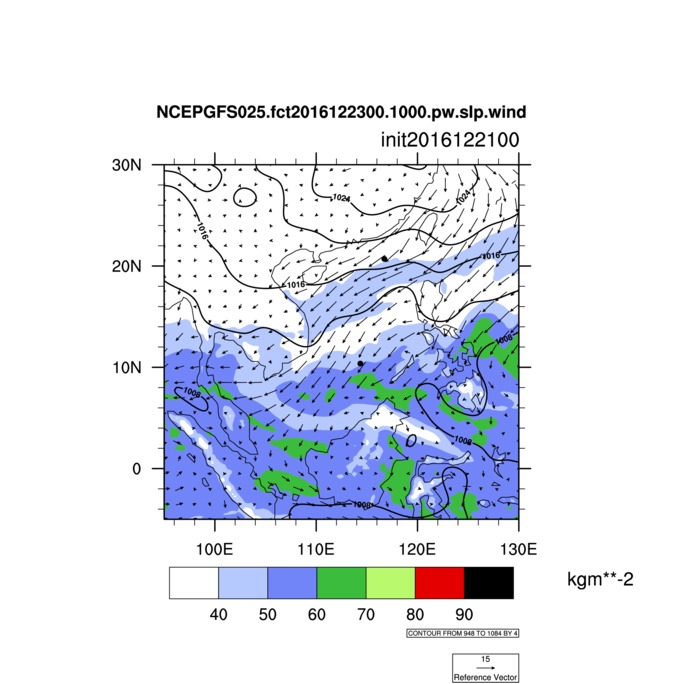 NCEPGFS025.fct2016122300.1000.pw.slp.wind
init2016122100
30N
1024
1024
1016
20N
1016
1016
1008
10N
1008
1008
0
1008
100E
110E
120E
130E
kgm**-2
40
50
60
70
80
90
CONTOUR FROM 948 TO 1084 BY 4
15
Reference Vector